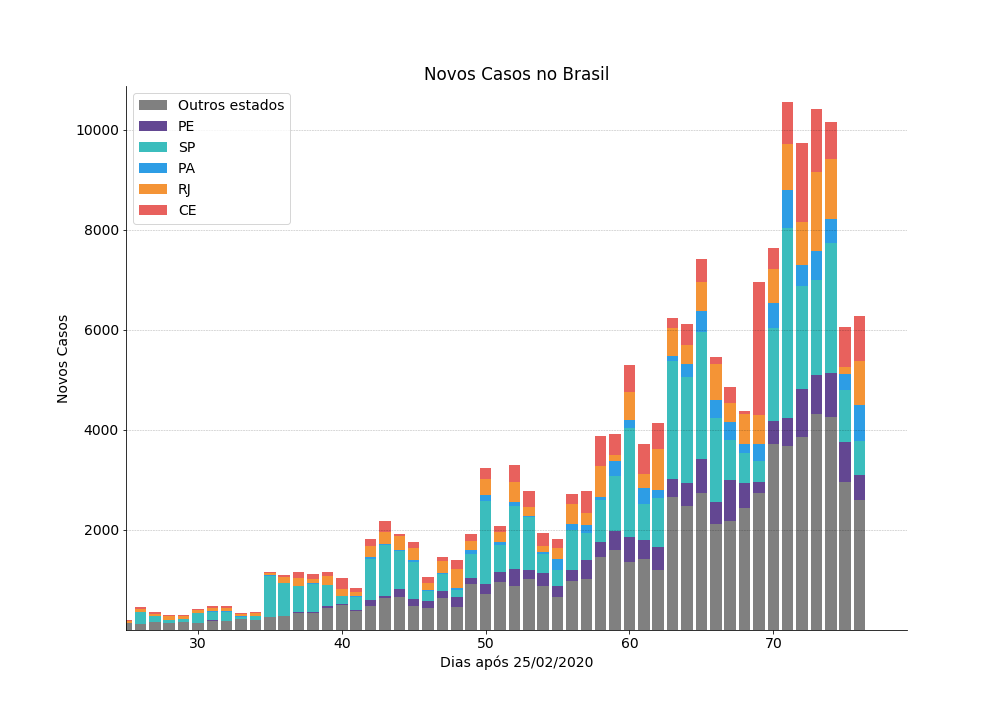 Novos Casos no Brasil
Outros estados
PE
SP
PA
RJ
CE
10000
8000
6000
4000
2000
Novos Casos
30 40 50 60 70
Dias após 25/02/2020